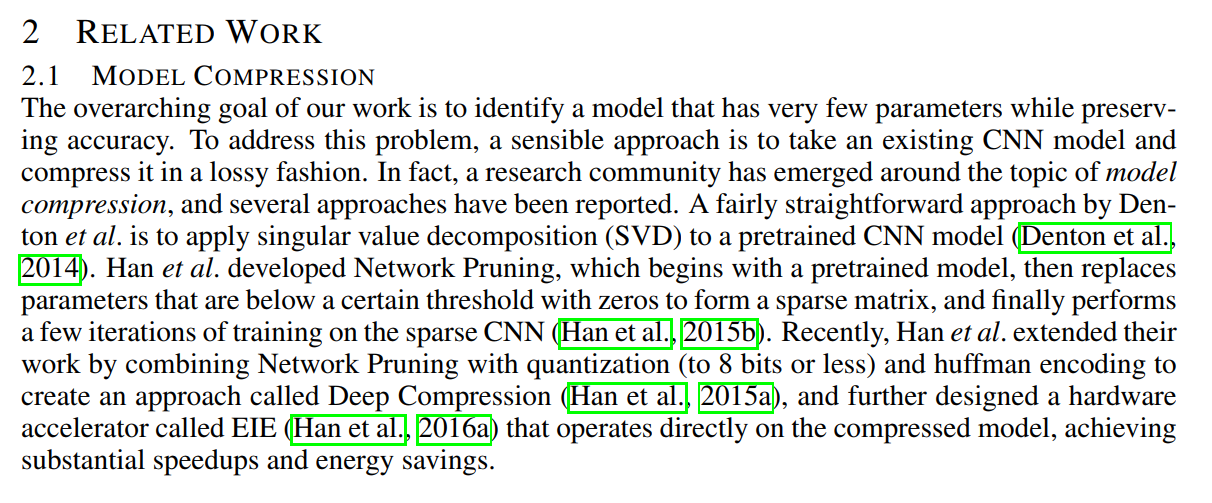 2 RELATED WORK
2.1 MODEL COMPRESSION
The overarching goal of our work is to identify a model that has very few parameters while preserv-
ing accuracy. To address this problem, a sensible approach is to take an existing CNN model and
compress it in a lossy fashion. In fact, a research community has emerged around the topic of model
compression, and several approaches have been reported. A fairly straightforward approach by Den-
ton et al. is to apply singular value decomposition (SVD) to a pretrained CNN model (Denton et al.,
2014). Han et al. developed Network Pruning, which begins with a pretrained model, then replaces
parameters that are below a certain threshold with zeros to form a sparse matrix, and finally performs
a few iterations of training on the sparse CNN (Han et al., 2015b). Recently, Han et al. extended their
work by combining Network Pruning with quantization (to 8 bits or less) and huffman encoding to
create an approach called Deep Compression (Han et al., 2015a), and further designed a hardware
accelerator called EIE (Han et al., 2016a) that operates directly on the compressed model, achieving
substantial speedups and energy savings.